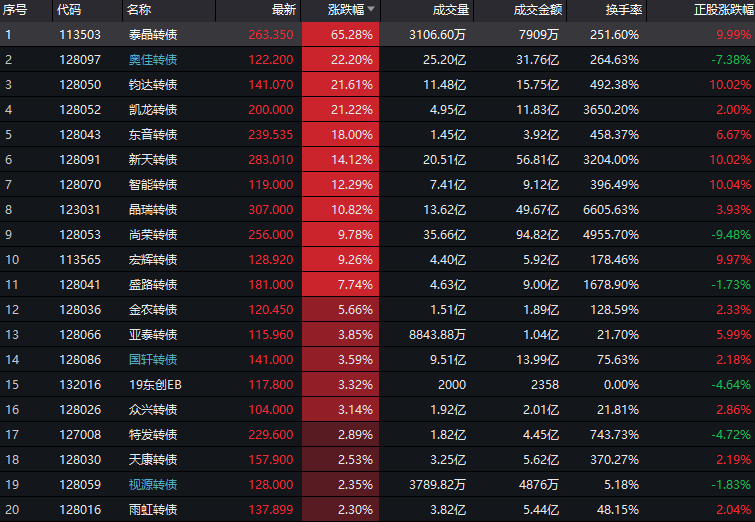 序号 代码 名称 最新 涨跌幅 成交量 成交金额 换手率 正股涨跌幅
1 113503 泰晶转债 263.350 65.28% 3106.60万 7909万 251.60% 9.99%
2 128097 奥佳转债 122.200 22.20% 25.20亿 31.76亿 264.63% -7.38%
3 128050 钧达转债 141.070 21.61% 11.48亿 15.75亿 492.38% 10.02%
4 128052 凯龙转债 200.000 21.22% 4.95亿 11.83亿 3650.20% 2.00%
5 128043 东音转债 239.535 18.00% 1.45亿 3.92亿 458.37% 6.67%
6 128091 新天转债 283.010 14.12% 20.51亿 56.81亿 3204.00% 10.02%
7 128070 智能转债 119.000 12.29% 7.41亿 9.12亿 396.49% 10.04%
8 123031 晶瑞转债 307.000 10.82% 13.62亿 49.67亿 6605.63% 3.93%
9 128053 尚荣转债 256.000 9.78% 35.66亿 94.82亿 4955.70% -9.48%
10 113565 宏辉转债 128.920 9.26% 4.40亿 5.92亿 178.46% 9.97%
11 128041 盛路转债 181.000 7.74% 4.63亿 9.00亿 1678.90% -1.73%
12 128036 金农转债 120.450 5.66% 1.51亿 1.89亿 128.59% 2.33%
13 128066 亚泰转债 115.960 3.85% 8843.88万 1.04亿 21.70% 5.99%
14 128086 国轩转债 141.000 3.59% 9.51亿 13.99亿 75.63% 2.18%
15 132016 19东创EB 117.800 3.32% 2000 2358 0.00% -4.64%
16 128026 众兴转债 104.000 3.14% 1.92亿 2.01亿 21.81% 2.86%
17 127008 特发转债 229.600 2.89% 1.82亿 4.45亿 743.73% -4.72%
18 128030 天康转债 157.900 2.53% 3.25亿 5.62亿 370.27% 2.19%
19 128059 视源转债 128.000 2.35% 3789.82万 4876万 5.18% -1.83%
20 128016 雨虹转债 137.899 2.30% 3.82亿 5.44亿 48.15% 2.04%